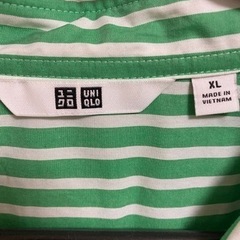 ユニ UNI
クロ QLO
XL
MADE IN
VIETNAM